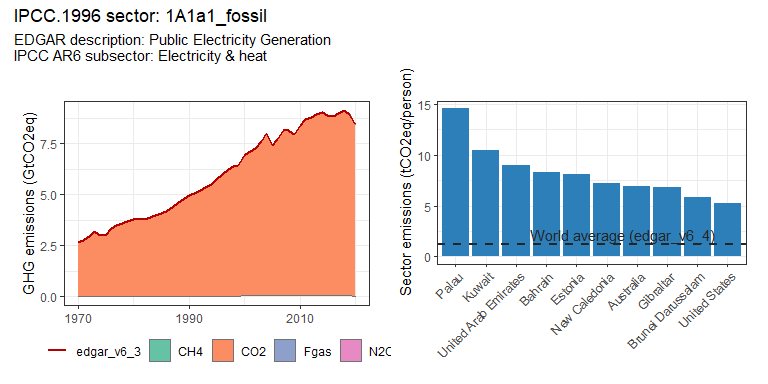 IPCC.1996 sector: 1A1a1_fossil
EDGAR description: Public Electricity Generation
IPCC AR6 subsector: Electricity & heat
GHG emissions (GtCO2eq)
7.5
5.0
2.5
0.0
1970
1990
2010
edgar_v6_3
CH4
CO2
Fgas
N2O
Sector emissions (tCO2eq/person)
15
10
5
0
World average (edgar_v6_4)
Palau
Kuwait
United Arab Emirates
Bahrain
Estonia
New Caledonia
Australia
Gibraltar
Brunei Darussalam
United States